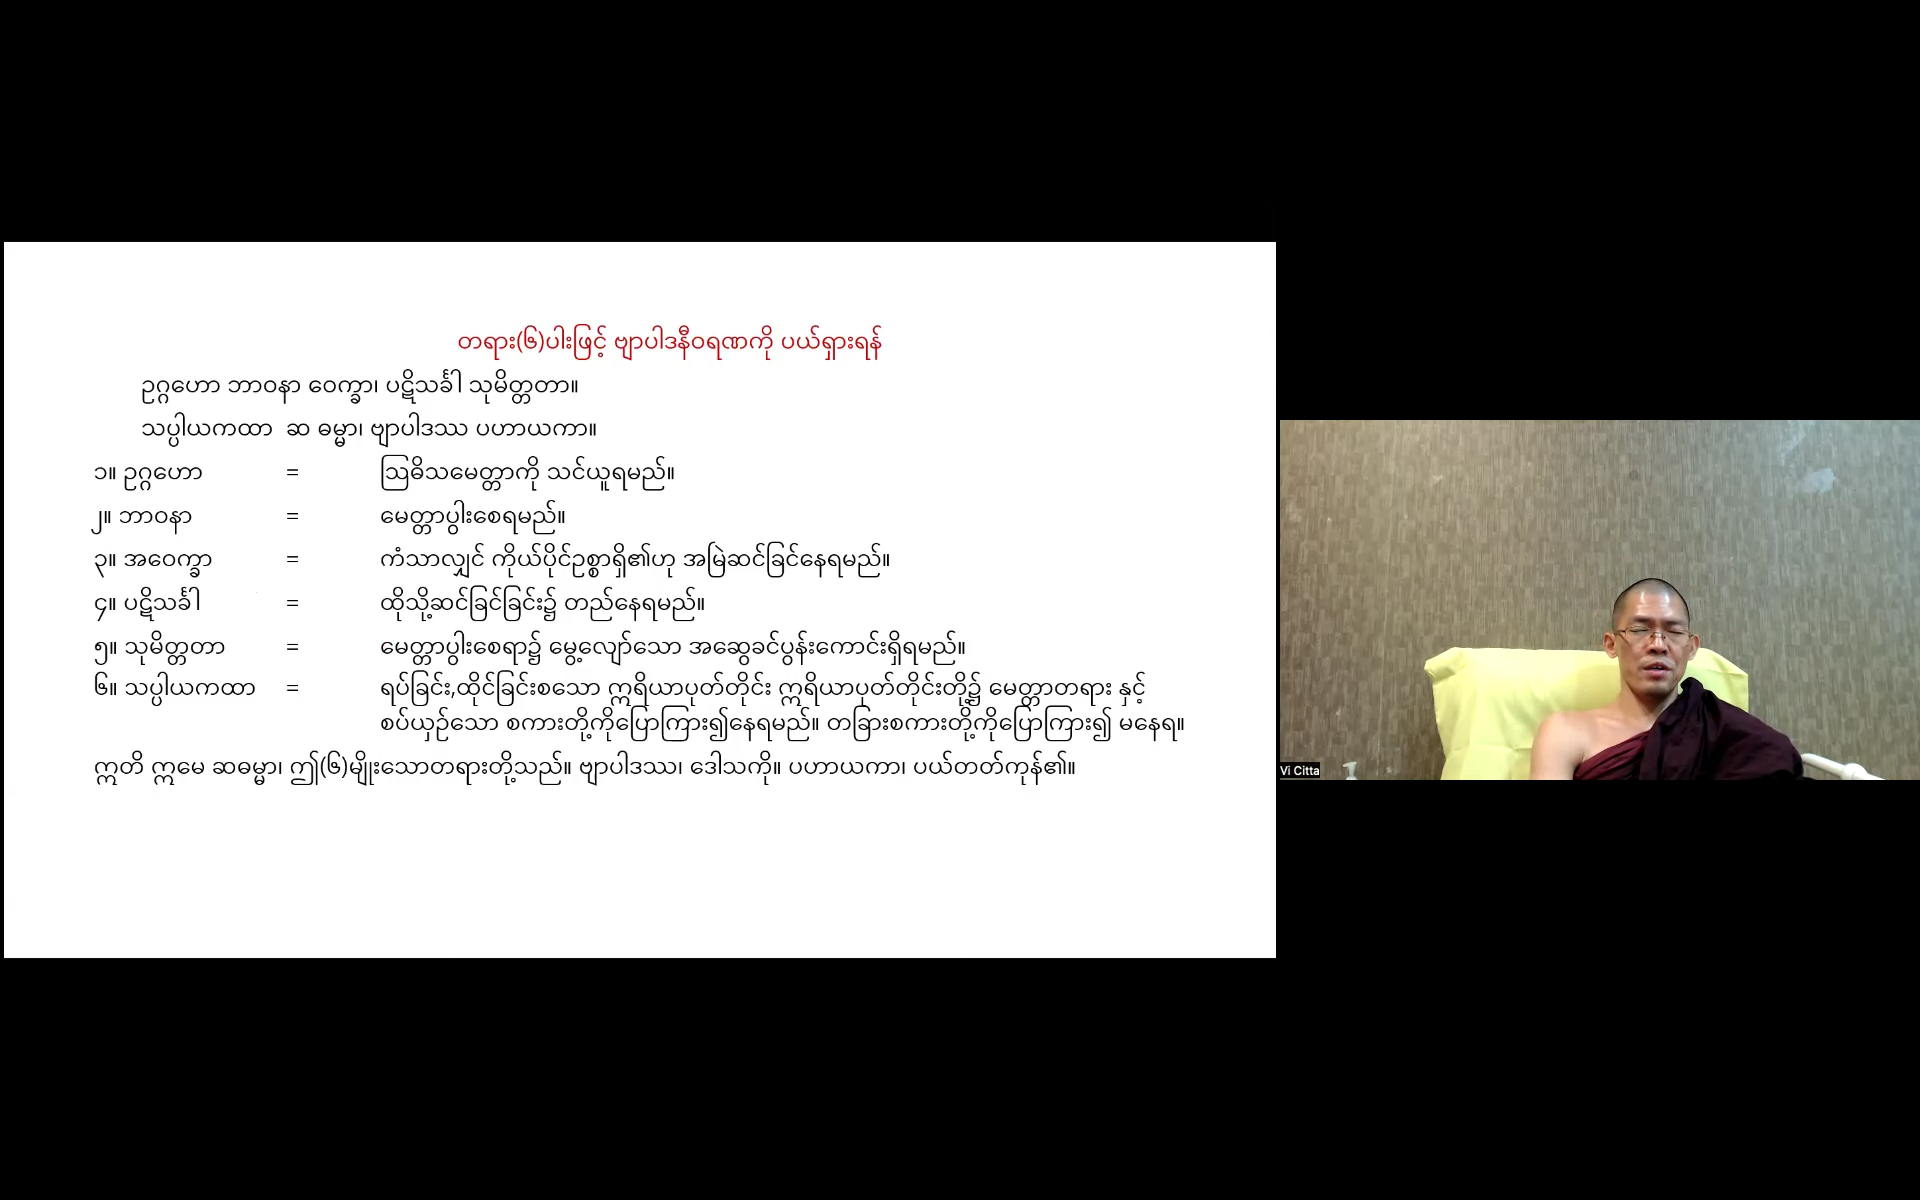 တရား(၆)ပါးဖြင့် ဗျာပါဒနီဝရဏကို ပယ်ရှားရန်
ဥဂ္ဂဟော ဘာဝနာ ဝေက္ခာ၊ ပဋိသင်္ခါ သုမိတ္တတာ။
သပ္ပါယကထာ ဆ ဓမ္မာ၊ ဗျာပါဒဿ ပဟာယကာ။
၁။ ဥဂ္ဂဟော = ဩဓိသမေတ္တာကို သင်ယူရမည်။
၂။ ဘာဝနာ = မေတ္တာပွါးစေရမည်။
၃။ အဝေက္ခာ = ကံသာလျှင် ကိုယ်ပိုင်ဥစ္စာရှိ၏ဟု အမြဲဆင်ခြင်နေရမည်။
၄။ ပဋိသင်္ခါ = ထိုသို့ဆင်ခြင်ခြင်း၌ တည်နေရမည်။
၅။ သုမိတ္တတာ = မေတ္တာပွါးစေရာ၌ မွေ့လျော်သော အဆွေခင်ပွန်းကောင်းရှိရမည်။
၆။ သပ္ပါယကထာ = ရပ်ခြင်း,ထိုင်ခြင်းစသော ဣရိယာပုတ်တိုင်း ဣရိယာပုတ်တိုင်းတို့၌ မေတ္တာတရား နှင့်
စပ်ယှဉ်သော စကားတို့ကိုပြောကြား၍နေရမည်။ တခြားစကားတို့ကိုပြောကြား၍ မနေရ။
ဣတိ ဣမေ ဆဓမ္မာ၊ ဤ(၆)မျိုးသောတရားတို့သည်။ ဗျာပါဒဿ၊ ဒေါသကို။ ပဟာယကာ၊ ပယ်တတ်ကုန်၏။
Vi Citta